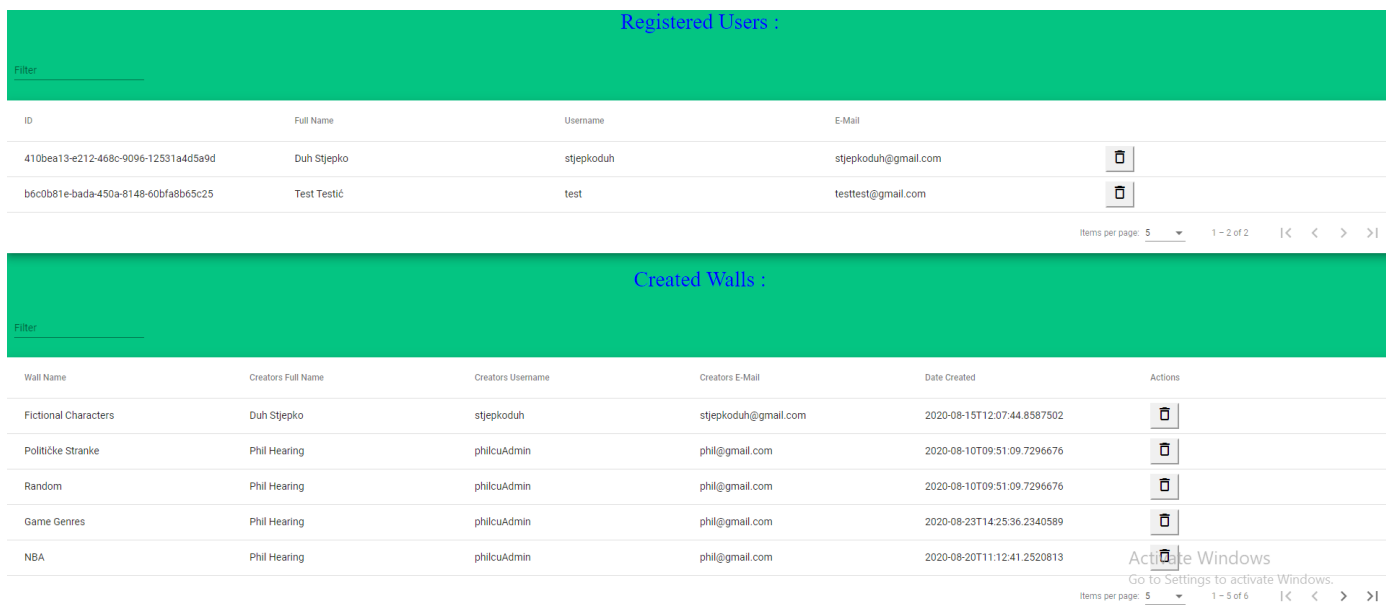 Registered Users :
Filter
ID Full Name Username E-Mail
410bea13-e212-468c-9096-12531a4d5a9d Duh Stjepko stjepkoduh stjepkoduh@gmail.com
b6c0b81e-bada-450a-8148-60bfa8b65c25 Test Testić test testtest@gmail.com
Items per page: 5 1 – 2 of 2
Created Walls :
Filter
Wall Name Creators Full Name Creators Username Creators E-Mail Date Created Actions
Fictional Characters Duh Stjepko stjepkoduh stjepkoduh@gmail.com 2020-08-15T12:07:44.8587502
Političke Stranke Phil Hearing philcuAdmin phil@gmail.com 2020-08-10T09:51:09.7296676
Random Phil Hearing philcuAdmin phil@gmail.com 2020-08-10T09:51:09.7296676
Game Genres Phil Hearing philcuAdmin phil@gmail.com 2020-08-23T14:25:36.2340589
NBA Phil Hearing philcuAdmin phil@gmail.com 2020-08-20T11:12:41.2520813
Activate Windows
Go to Settings to activate Windows.
Items per page: 5 1 – 5 of 6